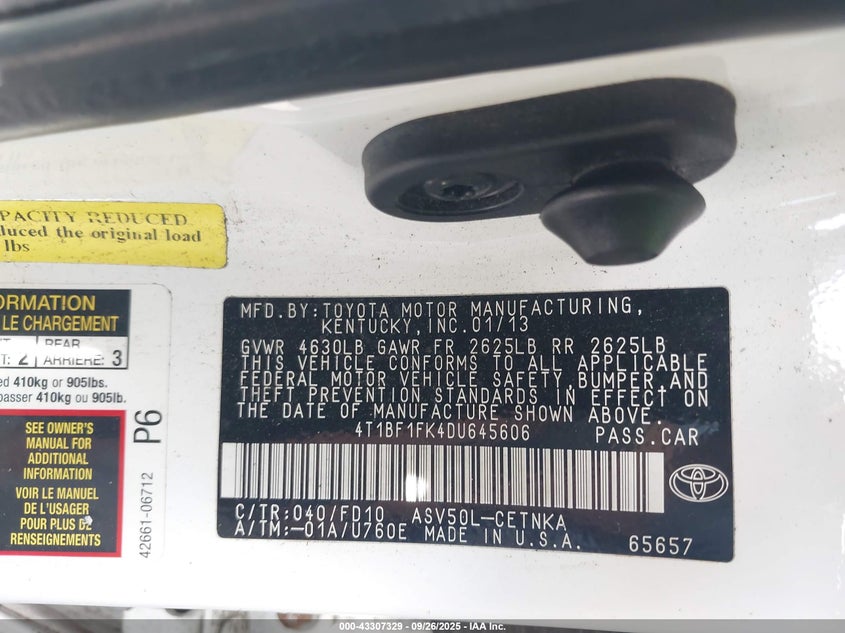 PACITY REDUCED
duced the original load
lbs
ORMATION
LE CHARGEMENT
T: 2 REAR
ARRIERE: 3
ed 410kg or 905lbs.
passer 410kg ou 905lb.
SEE OWNER'S
MANUAL FOR
ADDITIONAL
INFORMATION
VOIR LE MANUEL
DE L'USAGER
POUR PLUS DE
RENSEIGNEMENTS
P6
42661-06712
MFD.BY:TOYOTA MOTOR MANUFACTURING,
KENTUCKY,INC.01/13
GVWR 4630LB GAWR FR 2625LB RR 2625LB
THIS VEHICLE CONFORMS TO ALL APPLICABLE
FEDERAL MOTOR VEHICLE SAFETY,BUMPER,AND
THEFT PREVENTION STANDARDS IN EFFECT ON
THE DATE OF MANUFACTURE SHOWN ABOVE.
4T1BF1FK4DU645606 PASS.CAR
C/TR:040/FD10 ASV50L-CETNKA
A/TM:-01A/U760E MADE IN U.S.A. 65657
000-43307329 - 09/26/2025 - IAA Inc.